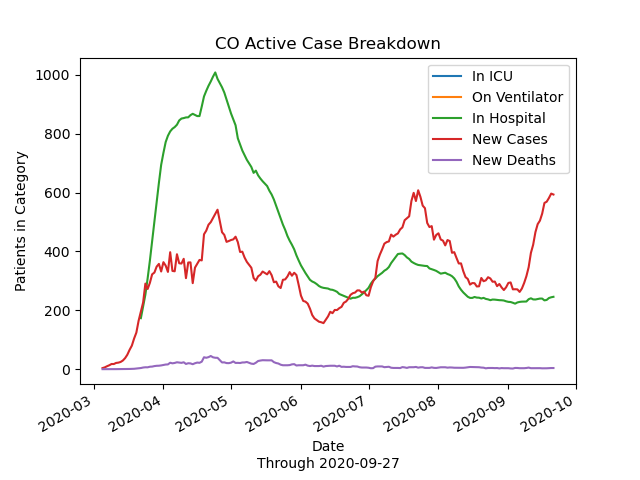 CO Active Case Breakdown
In ICU
On Ventilator
In Hospital
New Cases
New Deaths
Patients in Category
1000
800
600
400
200
0
2020-03
2020-04
2020-05
2020-06
2020-07
2020-08
2020-09
2020-10
Date
Through 2020-09-27